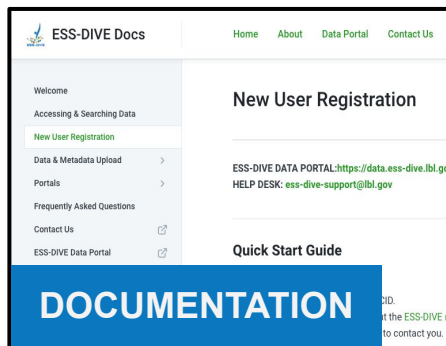 ESS-DIVE Docs
Home About Data Portal Contact Us
Welcome
Accessing & Searching Data
New User Registration
Data & Metadata Upload
Portals
Frequently Asked Questions
Contact Us
ESS-DIVE Data Portal
New User Registration
ESS-DIVE DATA PORTAL:https://data.ess-dive.lbl.go
HELP DESK: ess-dive-support@lbl.gov
Quick Start Guide
CID.
the ESS-DIVE
to contact you.
DOCUMENTATION